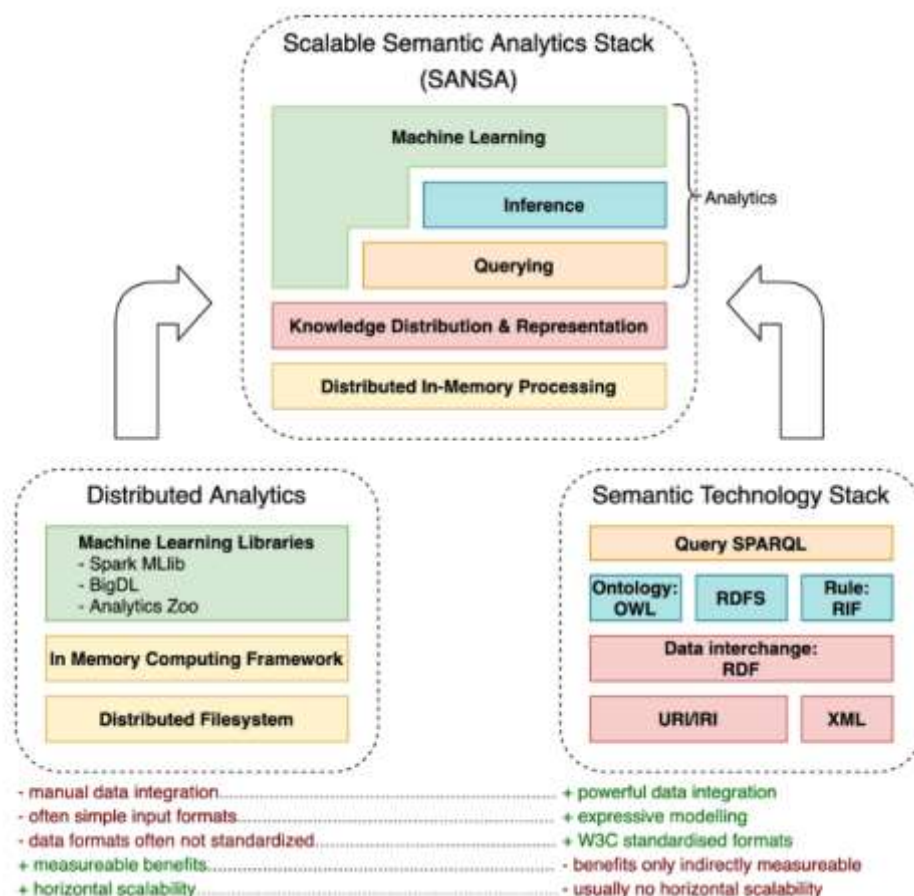 Scalable Semantic Analytics Stack
(SANSA)
Machine Learning
Inference
Analytics
Querying
Knowledge Distribution & Representation
Distributed In-Memory Processing
Distributed Analytics
Machine Learning Libraries
- Spark MLlib
- BigDL
- Analytics Zoo
In Memory Computing Framework
Distributed Filesystem
Semantic Technology Stack
Query SPARQL
Ontology:
OWL
RDFS
Rule:
RIF
Data interchange:
RDF
URI/IRI
XML
- manual data integration
+ powerful data integration
- often simple input formats
+ expressive modelling
- data formats often not standardized
+ W3C standardised formats
+ measureable benefits
- benefits only indirectly measureable
+ horizontal scalability
- usually no horizontal scalability